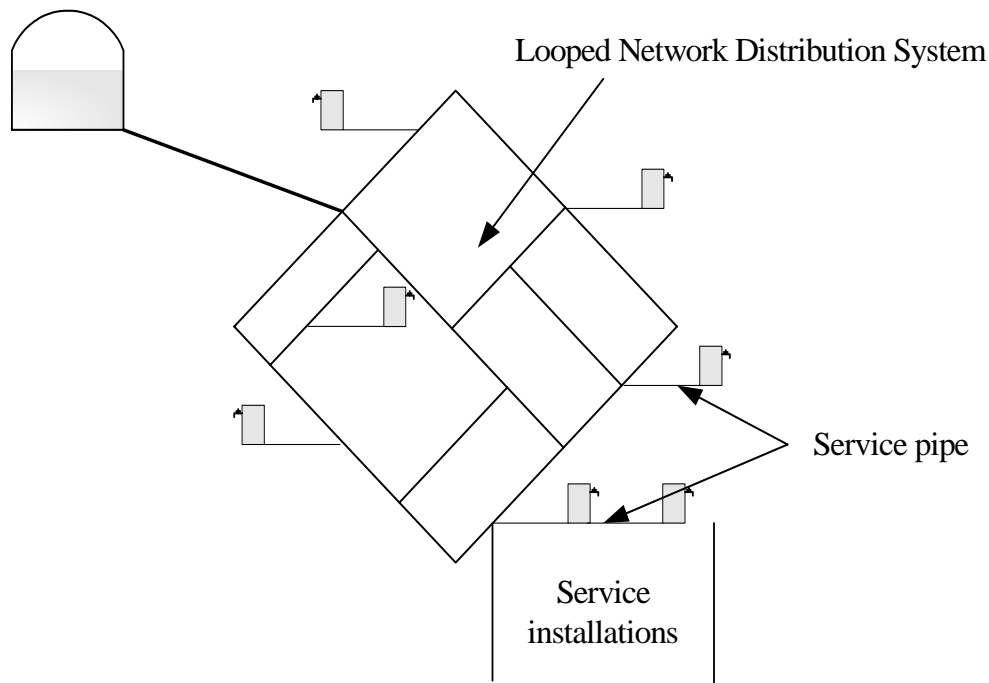 Looped Network Distribution System
Service pipe
Service
installations